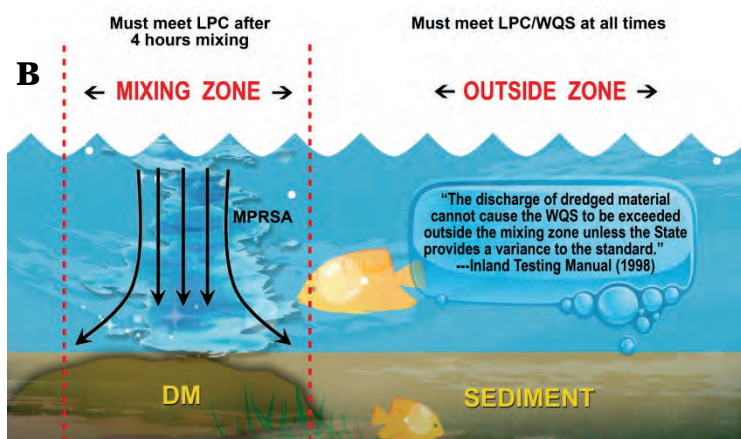 Must meet LPC after
4 hours mixing
Must meet LPC/WQS at all times
B
← MIXING ZONE →
← OUTSIDE ZONE →
MPRSA
“The discharge of dredged material
cannot cause the WQS to be exceeded
outside the mixing zone unless the State
provides a variance to the standard.”
---Inland Testing Manual (1998)
DM
SEDIMENT